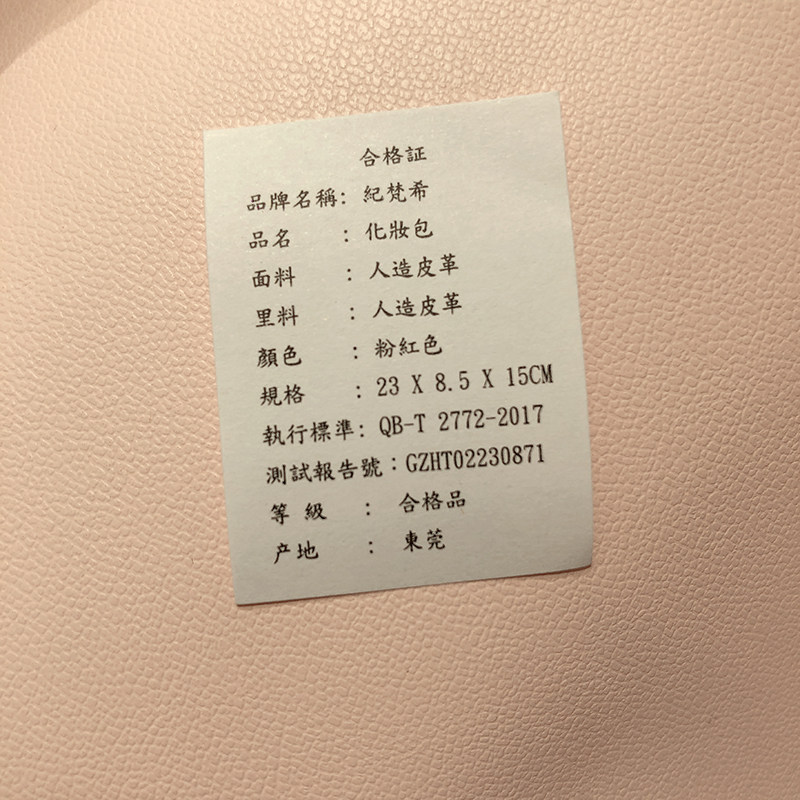 合格証
品牌名稱: 紀梵希
品名 : 化妝包
面料 : 人造皮革
里料 : 人造皮革
顏色 : 粉紅色
規格 : 23 X 8.5 X 15CM
執行標準: QB-T 2772-2017
測試報告號:GZHT02230871
等 級 : 合格品
产地 : 東莞